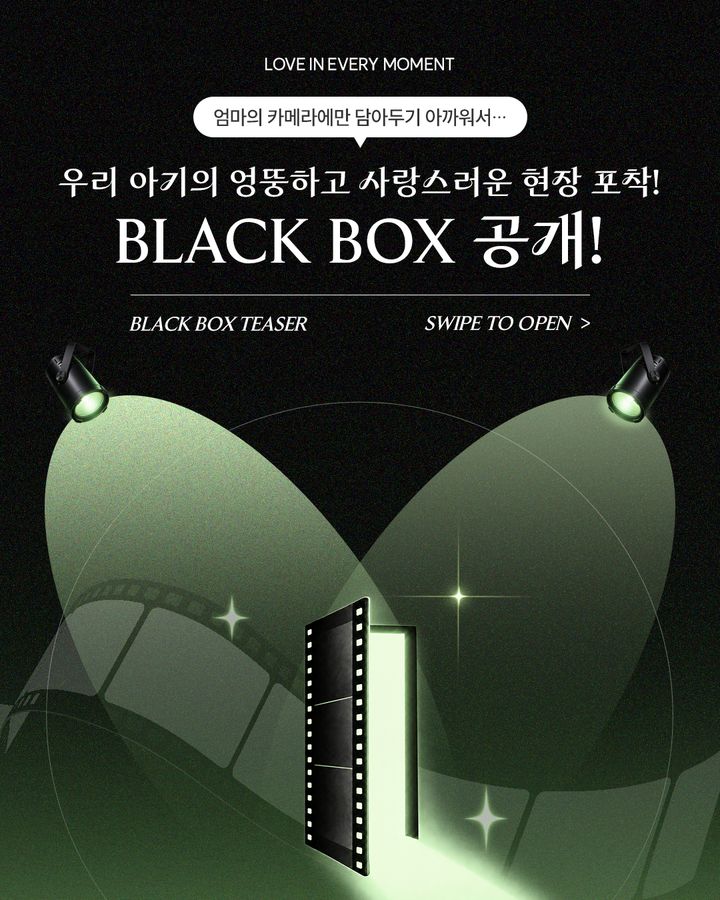 LOVE IN EVERY MOMENT
엄마의 카메라에만 담아두기 아까워서…
우리 아키의 엉뚱하고 사랑스러운 현장 포착!
BLACK BOX 공개!
BLACK BOX TEASER
SWIPE TO OPEN >